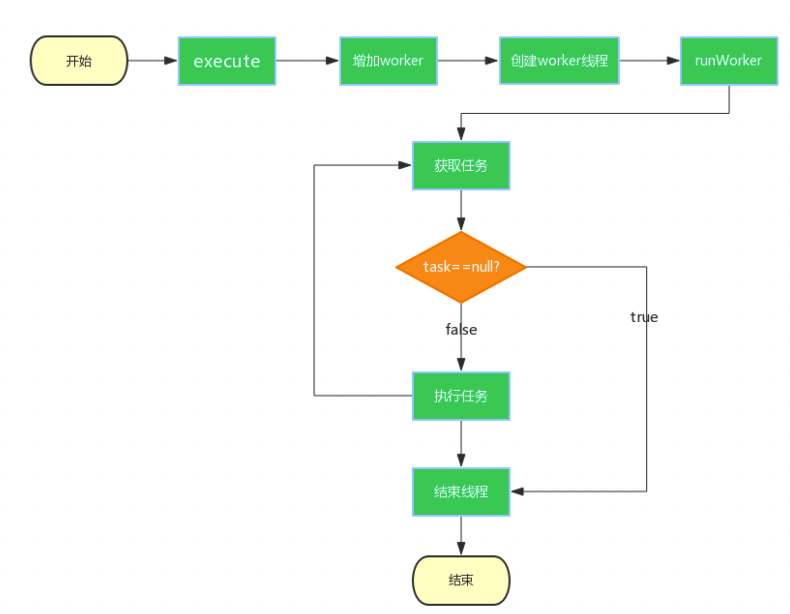 开始
execute
增加worker
创建worker线程
runWorker
获取任务
task==null?
true
false
执行任务
结束线程
结束